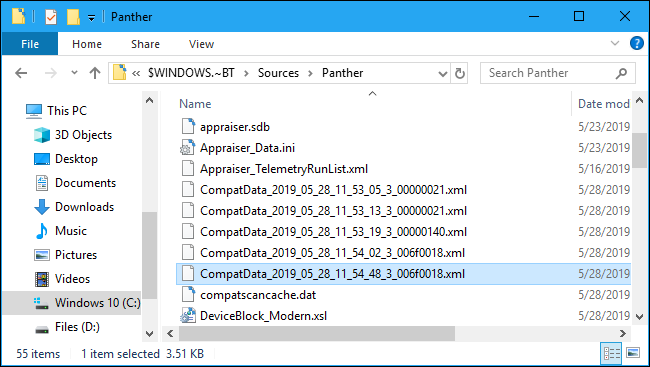 Panther
File Home Share View
« $WINDOWS.~BT Sources Panther Search Panther
This PC
3D Objects
Desktop
Documents
Downloads
Music
Pictures
Videos
Windows 10 (C:)
Files (D:)
Name Date mod
appraiser.sdb 5/23/2019
Appraiser_Data.ini 5/23/2019
Appraiser_TelemetryRunList.xml 5/16/2019
CompatData_2019_05_28_11_53_05_3_00000021.xml 5/28/2019
CompatData_2019_05_28_11_53_13_3_00000021.xml 5/28/2019
CompatData_2019_05_28_11_53_19_3_00000140.xml 5/28/2019
CompatData_2019_05_28_11_54_02_3_006f0018.xml 5/28/2019
CompatData_2019_05_28_11_54_48_3_006f0018.xml 5/28/2019
compatscancache.dat 5/28/2019
DeviceBlock_Modern.xsl 5/28/2019
55 items 1 item selected 3.51 KB